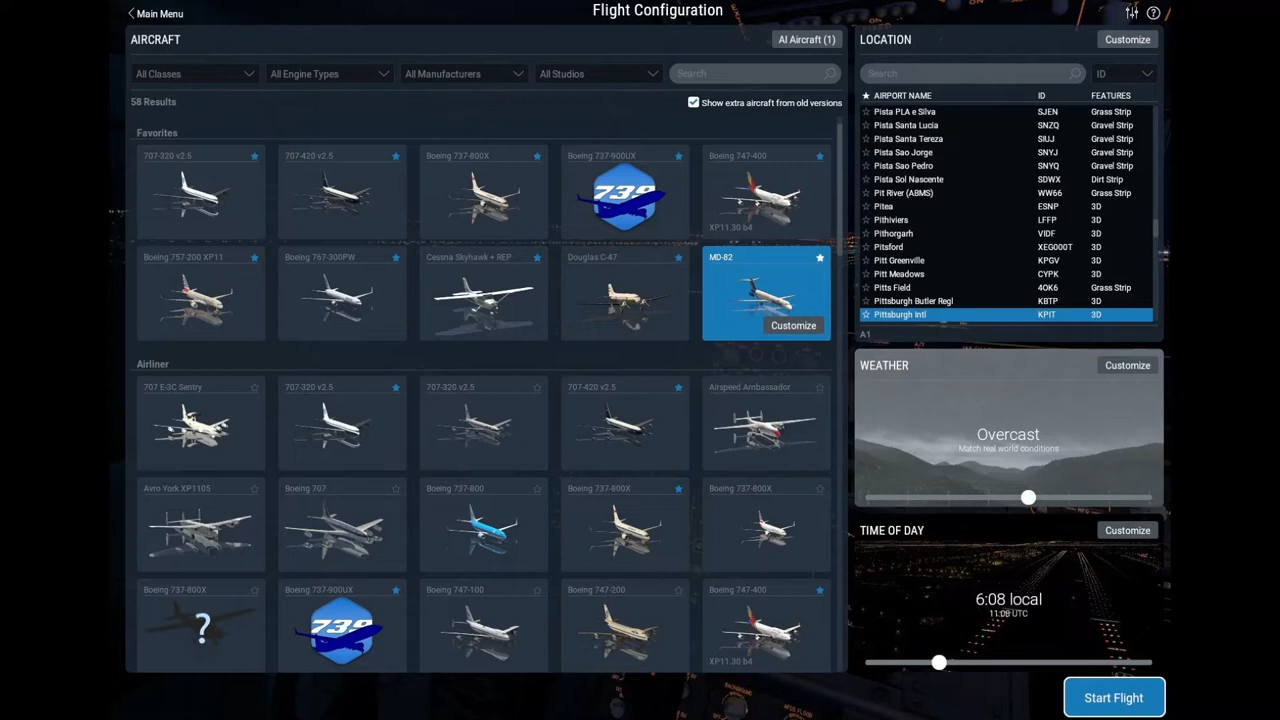 Main Menu
Flight Configuration
AIRCRAFT
AI Aircraft (1)
All Classes
All Engine Types
All Manufacturers
All Studios
Search
58 Results
Show extra aircraft from old versions
Favorites
707-320 v2.5
707-420 v2.5
Boeing 737-800X
Boeing 737-900UX
739
Boeing 747-400
XP11.30 b4
Boeing 757-200 XP11
Boeing 767-300PW
Cessna Skyhawk + REP
Douglas C-47
MD-82
Customize
Airliner
707 E-3C Sentry
707-320 v2.5
707-320 v2.5
707-420 v2.5
Airspeed Ambassador
Avro York XP1105
Boeing 707
Boeing 737-800
Boeing 737-800X
Boeing 737-800X
Boeing 737-800X
?
Boeing 737-900UX
739
Boeing 747-100
Boeing 747-200
Boeing 747-400
XP11.30 b4
LOCATION
Customize
Search
ID
AIRPORT NAME ID FEATURES
Pista PLA e Silva SJEN Grass Strip
Pista Santa Lucia SNZQ Gravel Strip
Pista Santa Tereza SIUJ Gravel Strip
Pista Sao Jorge SNYJ Gravel Strip
Pista Sao Pedro SNYQ Gravel Strip
Pista Sol Nascente SDWX Dirt Strip
Pit River (ABMS) WW66 Grass Strip
Pitea ESNP 3D
Pithiviers LFFP 3D
Pithorgarh VIDF 3D
Pitsford XEG000T 3D
Pitt Greenville KPGV 3D
Pitt Meadows CYPK 3D
Pitts Field 4OK6 Grass Strip
Pittsburgh Butler Regl KBTP 3D
Pittsburgh Intl KPIT 3D
A1
WEATHER
Customize
Overcast
Match real world conditions
TIME OF DAY
Customize
6:08 local
11:08 UTC
Start Flight